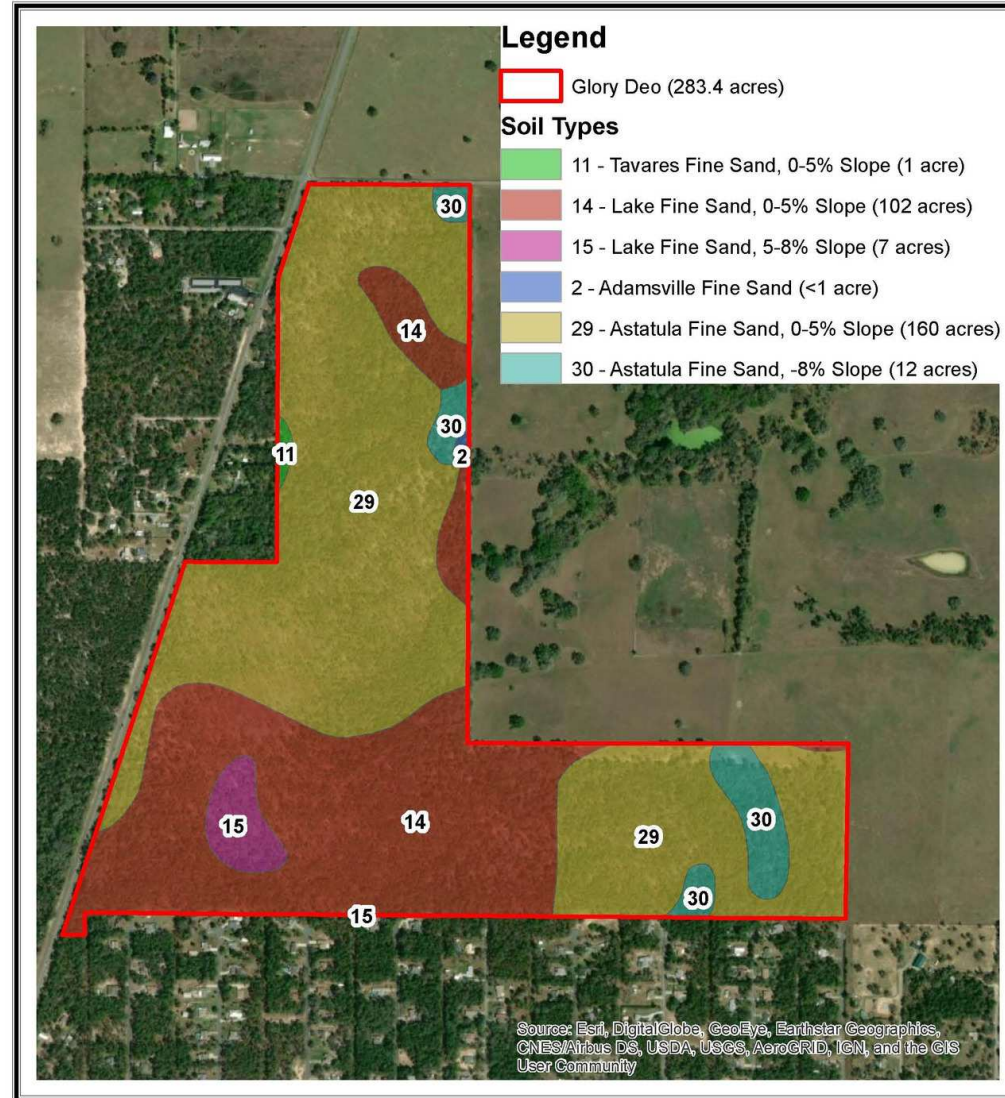 Legend
Glory Deo (283.4 acres)
Soil Types
11 - Tavares Fine Sand, 0-5% Slope (1 acre)
14 - Lake Fine Sand, 0-5% Slope (102 acres)
15 - Lake Fine Sand, 5-8% Slope (7 acres)
2 - Adamsville Fine Sand (<1 acre)
29 - Astatula Fine Sand, 0-5% Slope (160 acres)
30 - Astatula Fine Sand, -8% Slope (12 acres)
30
14
30
11
2
29
15
14
29
30
30
15
Source: Esri, DigitalGlobe, GeoEye, Earthstar Geographics,
CNES/Airbus DS, USDA, USGS, AeroGRID, IGN, and the GIS
User Community